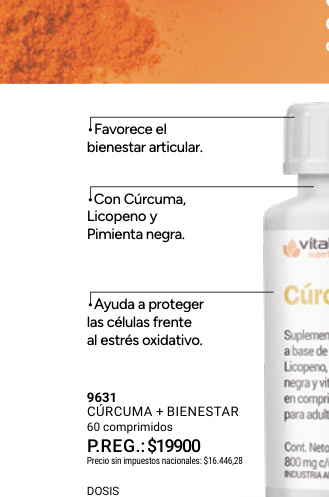 Favorece el
bienestar articular.
Con Cúrcuma,
Licopeno y
Pimienta negra.
Ayuda a proteger
las células frente
al estrés oxidativo.
9631
CÚRCUMA + BIENESTAR
60 comprimidos
P.REG.: $19900
Precio sin impuestos nacionales: $16.446,28
DOSIS
Suplemen
a base de
Licopeno,
negra y vit
en compri
para adult
Cont. Neto
800 mg c/
INDUSTRIA A